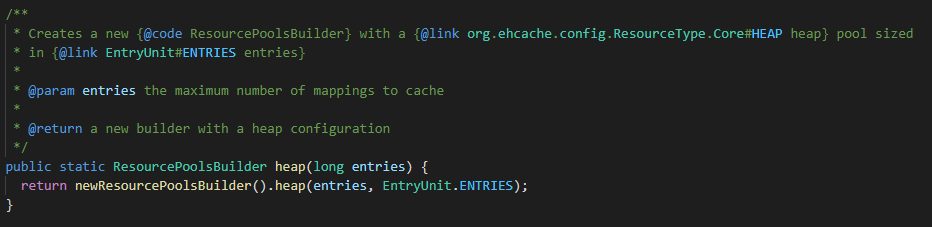 /**
 * Creates a new {@code ResourcePoolsBuilder} with a {@link org.ehcache.config.ResourceType.Core#HEAP heap} pool sized
 * in {@link EntryUnit#ENTRIES entries}
 *
 * @param entries the maximum number of mappings to cache
 *
 * @return a new builder with a heap configuration
 */
public static ResourcePoolsBuilder heap(long entries) {
  return newResourcePoolsBuilder().heap(entries, EntryUnit.ENTRIES);
}